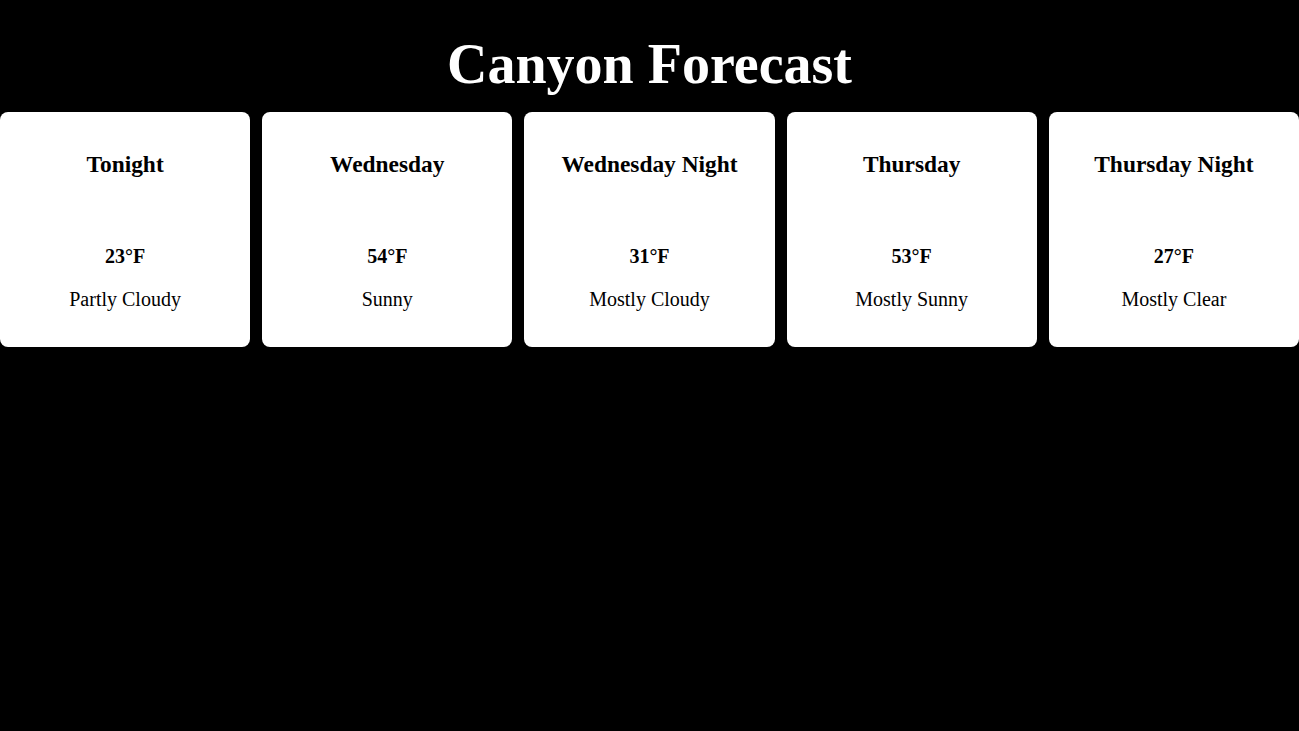 Canyon Forecast
Tonight
23°F
Partly Cloudy
Wednesday
54°F
Sunny
Wednesday Night
31°F
Mostly Cloudy
Thursday
53°F
Mostly Sunny
Thursday Night
27°F
Mostly Clear